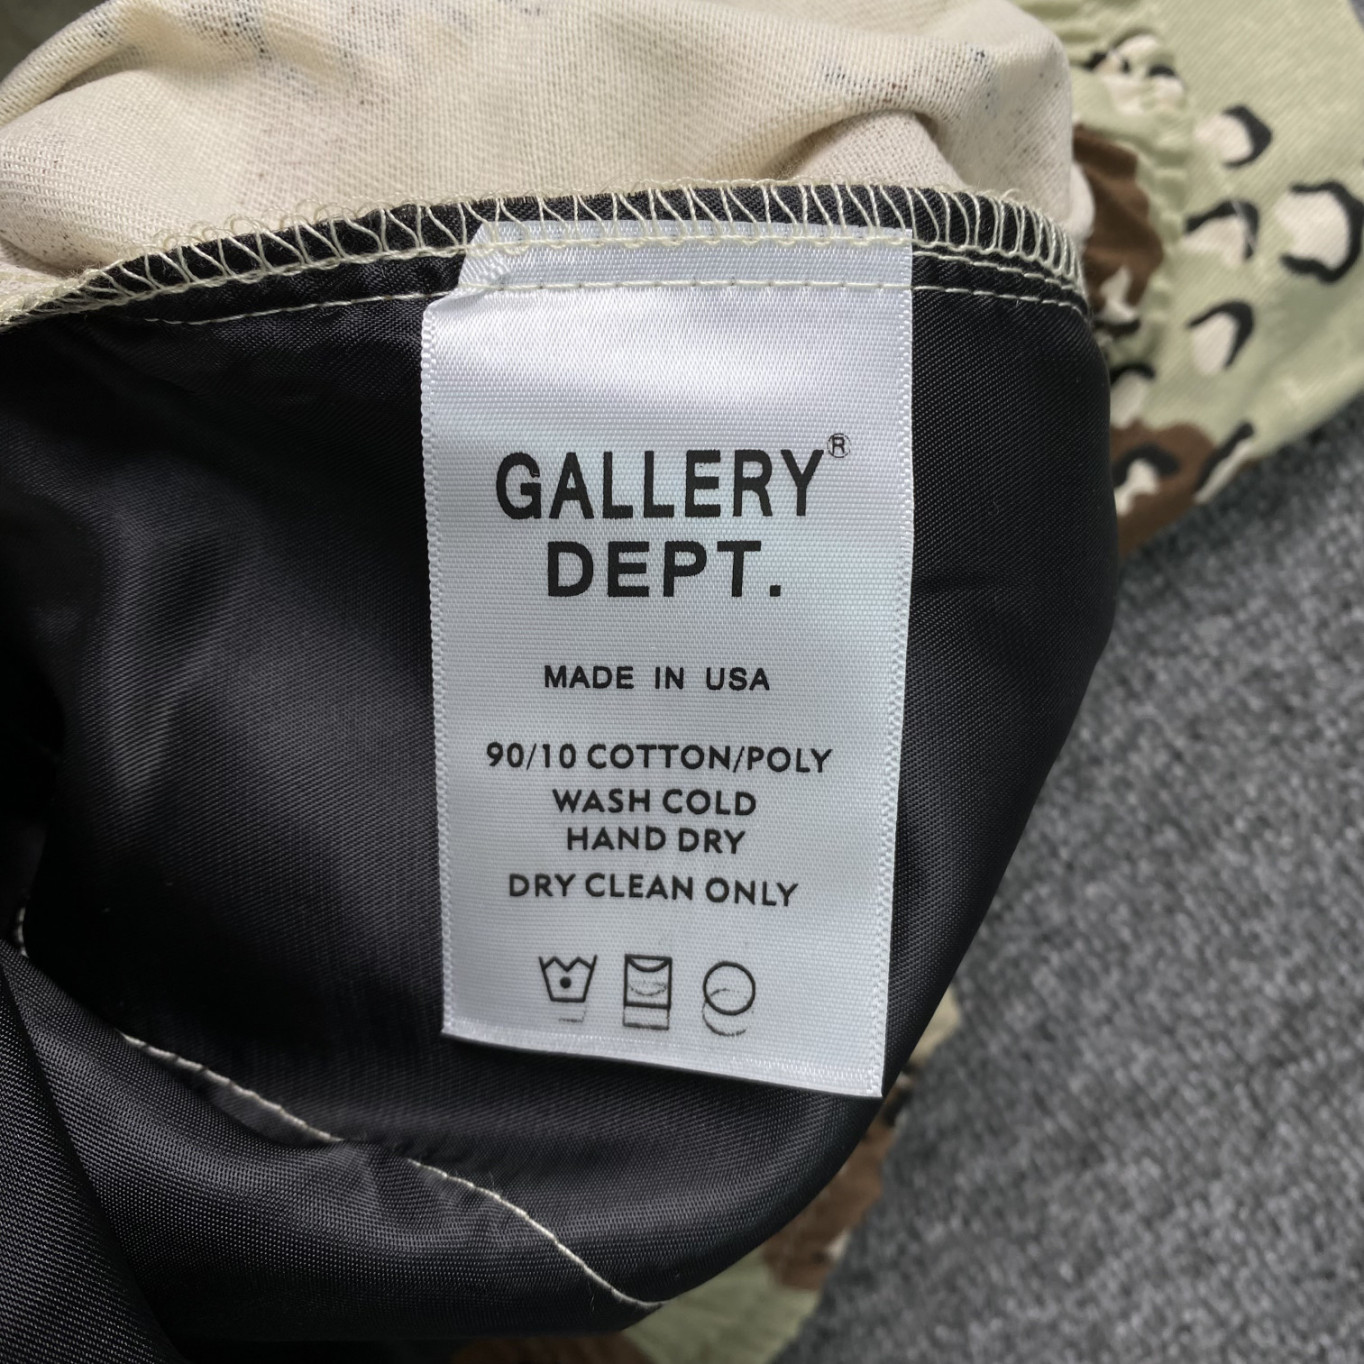 GALLERY®
DEPT.
MADE IN USA
90/10 COTTON/POLY
WASH COLD
HAND DRY
DRY CLEAN ONLY